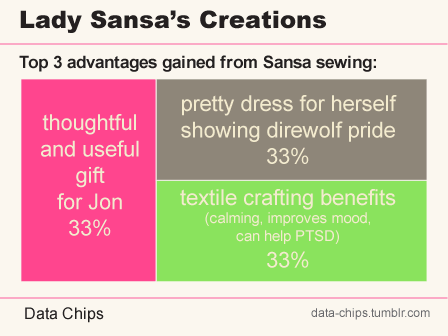 Lady Sansa's Creations
Top 3 advantages gained from Sansa sewing:
thoughtful
and useful
gift
for Jon
33%
pretty dress for herself
showing direwolf pride
33%
textile crafting benefits
(calming, improves mood,
can help PTSD)
33%
Data Chips
data-chips.tumblr.com